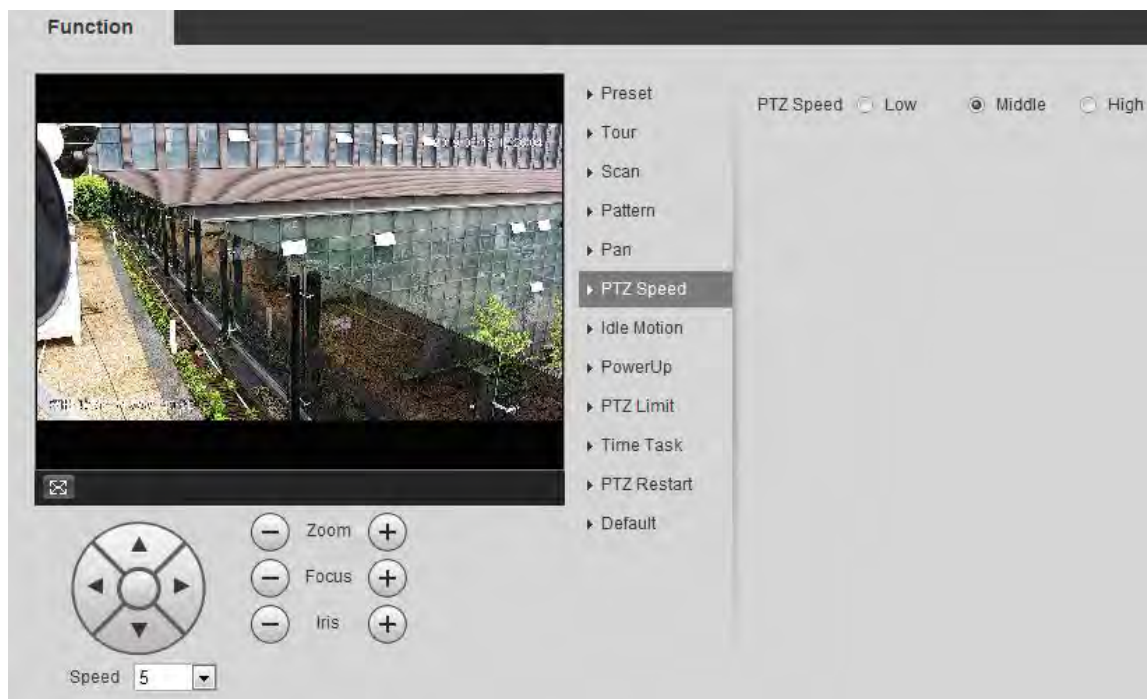 Function
Preset
Tour
Scan
Pattern
Pan
PTZ Speed
Idle Motion
PowerUp
PTZ Limit
Time Task
PTZ Restart
Default
PTZ Speed Low Middle High
Zoom
Focus
Iris
Speed 5